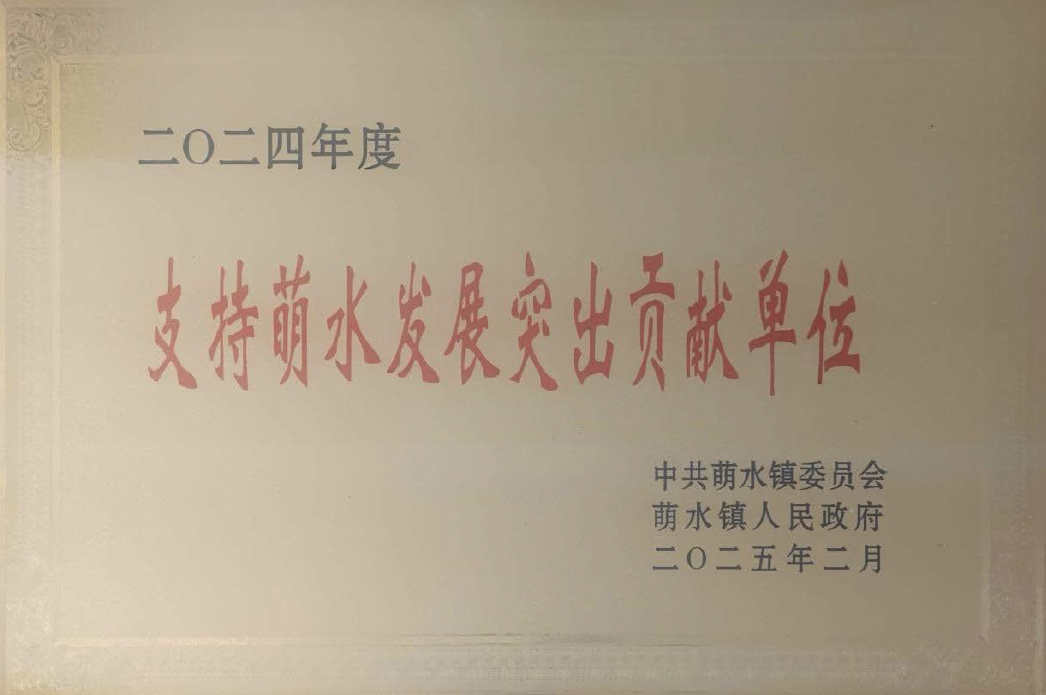 二〇二四年度
支持萌水发展突出贡献单位
中共萌水镇委员会
萌水镇人民政府
二〇二五年二月